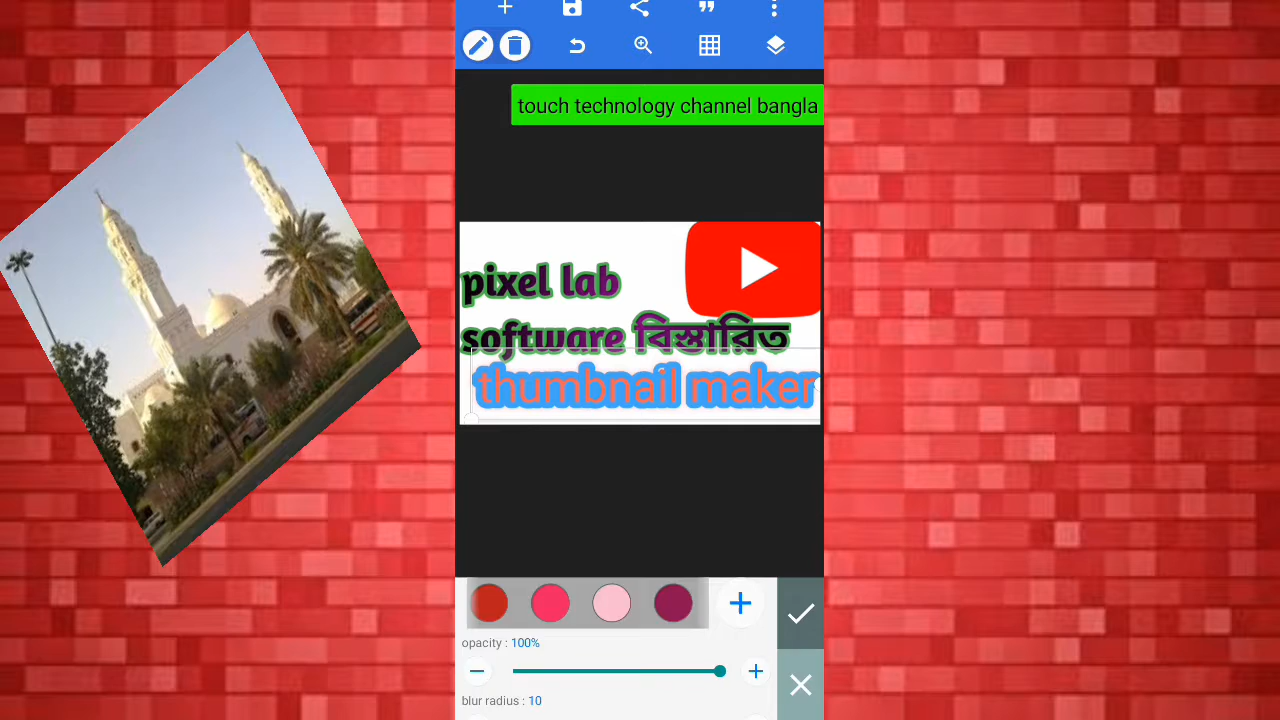 touch technology channel bangla
pixel lab
software বিস্তারিত
thumbnail maker
opacity : 100%
blur radius : 10